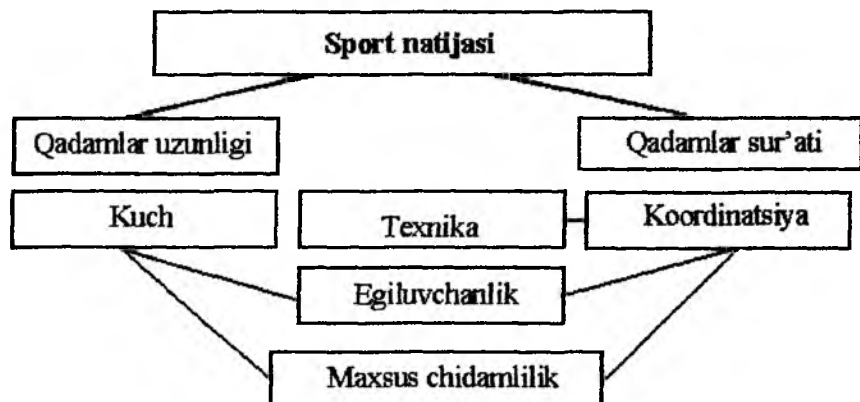 Sport natijasi
Qadamlar uzunligi
Qadamlar sur'ati
Kuch
Texnika
Koordinatsiya
Egiluvchanlik
Maxsus chidamlilik